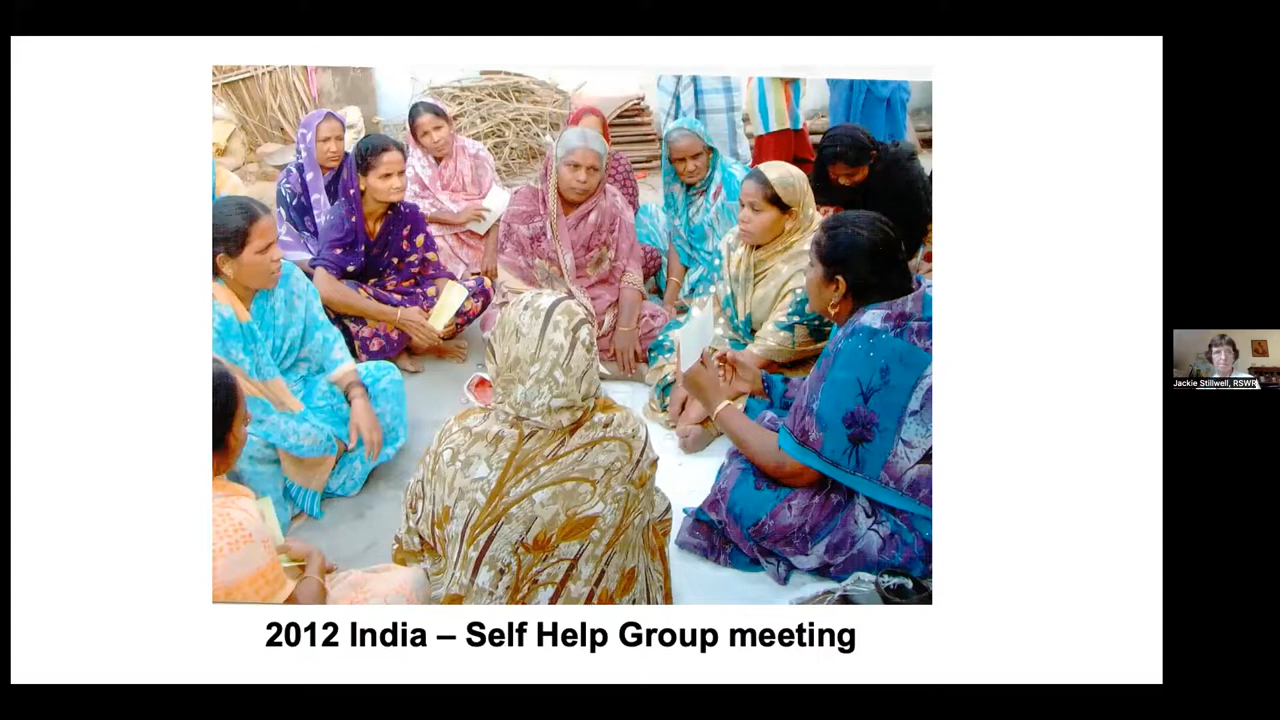 2012 India – Self Help Group meeting
Jackie Stillwell, RSWR